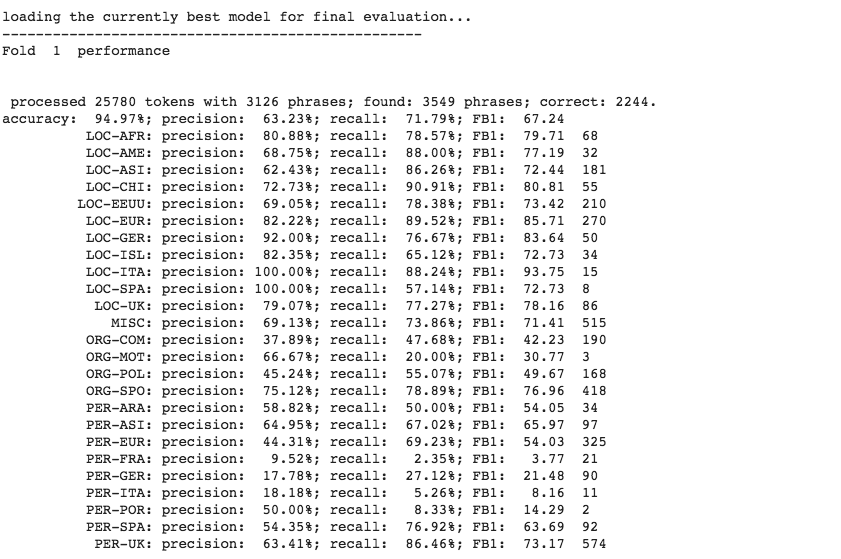 loading the currently best model for final evaluation...
--------------------------------------------------
Fold  1  performance
 processed 25780 tokens with 3126 phrases; found: 3549 phrases; correct: 2244.
accuracy:  94.97%; precision:  63.23%; recall:  71.79%; FB1:  67.24
          LOC-AFR: precision:  80.88%; recall:  78.57%; FB1:  79.71  68
          LOC-AME: precision:  68.75%; recall:  88.00%; FB1:  77.19  32
          LOC-ASI: precision:  62.43%; recall:  86.26%; FB1:  72.44  181
          LOC-CHI: precision:  72.73%; recall:  90.91%; FB1:  80.81  55
         LOC-EEUU: precision:  69.05%; recall:  78.38%; FB1:  73.42  210
          LOC-EUR: precision:  82.22%; recall:  89.52%; FB1:  85.71  270
          LOC-GER: precision:  92.00%; recall:  76.67%; FB1:  83.64  50
          LOC-ISL: precision:  82.35%; recall:  65.12%; FB1:  72.73  34
          LOC-ITA: precision: 100.00%; recall:  88.24%; FB1:  93.75  15
          LOC-SPA: precision: 100.00%; recall:  57.14%; FB1:  72.73  8
           LOC-UK: precision:  79.07%; recall:  77.27%; FB1:  78.16  86
             MISC: precision:  69.13%; recall:  73.86%; FB1:  71.41  515
          ORG-COM: precision:  37.89%; recall:  47.68%; FB1:  42.23  190
          ORG-MOT: precision:  66.67%; recall:  20.00%; FB1:  30.77  3
          ORG-POL: precision:  45.24%; recall:  55.07%; FB1:  49.67  168
          ORG-SPO: precision:  75.12%; recall:  78.89%; FB1:  76.96  418
          PER-ARA: precision:  58.82%; recall:  50.00%; FB1:  54.05  34
          PER-ASI: precision:  64.95%; recall:  67.02%; FB1:  65.97  97
          PER-EUR: precision:  44.31%; recall:  69.23%; FB1:  54.03  325
          PER-FRA: precision:   9.52%; recall:   2.35%; FB1:   3.77  21
          PER-GER: precision:  17.78%; recall:  27.12%; FB1:  21.48  90
          PER-ITA: precision:  18.18%; recall:   5.26%; FB1:   8.16  11
          PER-POR: precision:  50.00%; recall:   8.33%; FB1:  14.29  2
          PER-SPA: precision:  54.35%; recall:  76.92%; FB1:  63.69  92
           PER-UK: precision:  63.41%; recall:  86.46%; FB1:  73.17  574